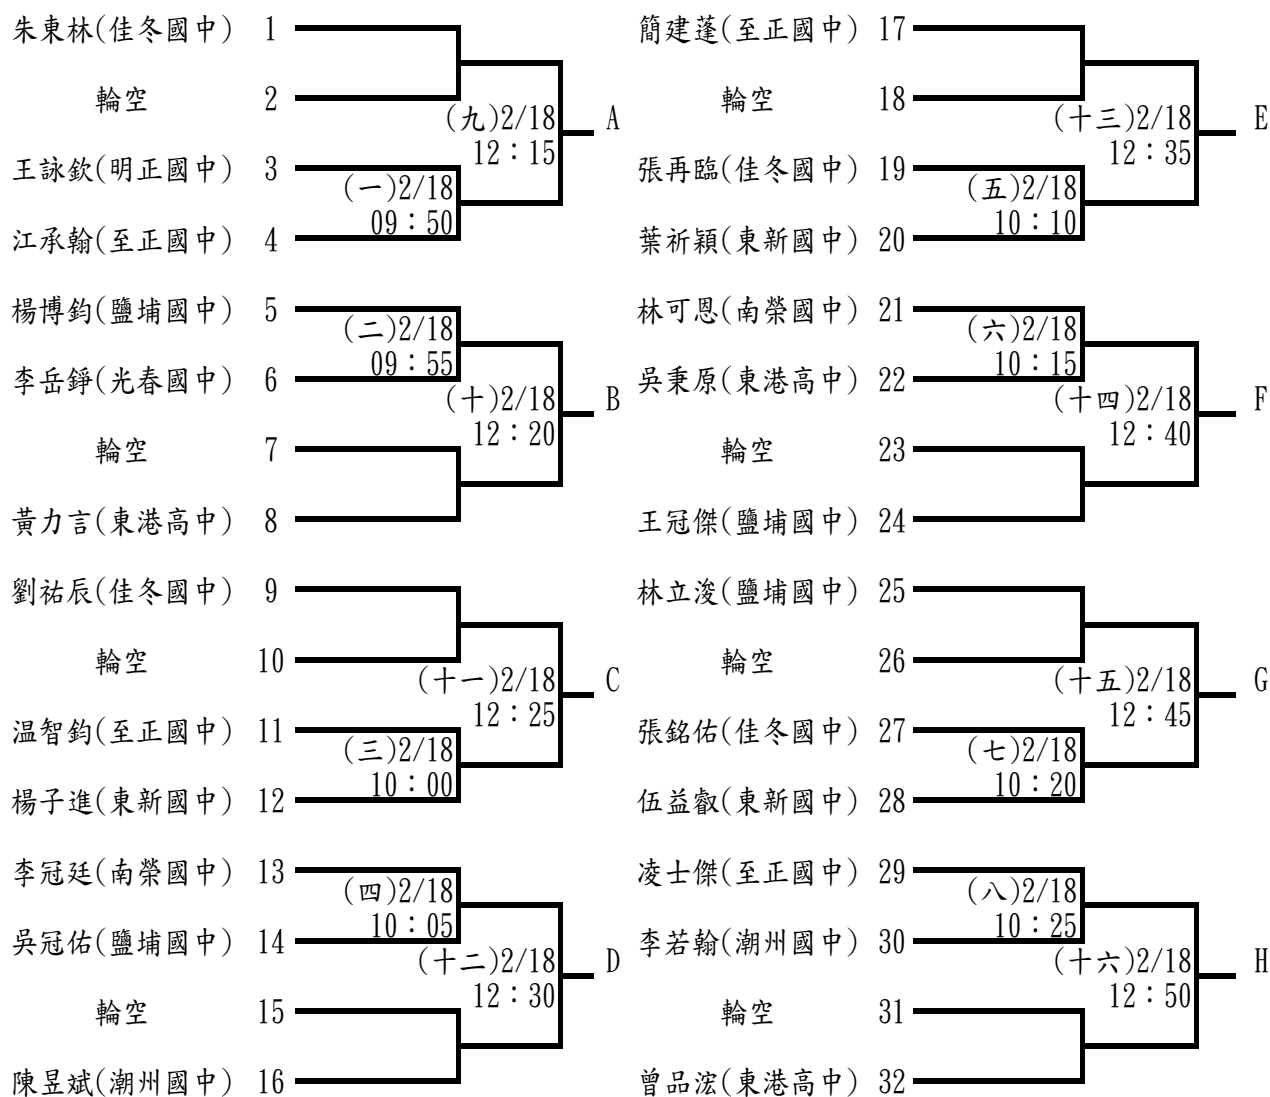 朱東林(佳冬國中) 1
輪空 2
(九)2/18 A
12：15
王詠欽(明正國中) 3
(一)2/18
09：50
江承翰(至正國中) 4
楊博鈞(鹽埔國中) 5
(二)2/18
09：55
李岳錚(光春國中) 6
(十)2/18 B
12：20
輪空 7
黃力言(東港高中) 8
劉祐辰(佳冬國中) 9
輪空 10
(十一)2/18 C
12：25
温智鈞(至正國中) 11
(三)2/18
10：00
楊子進(東新國中) 12
李冠廷(南榮國中) 13
(四)2/18
10：05
吳冠佑(鹽埔國中) 14
(十二)2/18 D
12：30
輪空 15
陳昱斌(潮州國中) 16
簡建蓬(至正國中) 17
輪空 18
(十三)2/18 E
12：35
張再臨(佳冬國中) 19
(五)2/18
10：10
葉祈穎(東新國中) 20
林可恩(南榮國中) 21
(六)2/18
10：15
吳秉原(東港高中) 22
(十四)2/18 F
12：40
輪空 23
王冠傑(鹽埔國中) 24
林立浚(鹽埔國中) 25
輪空 26
(十五)2/18 G
12：45
張銘佑(佳冬國中) 27
(七)2/18
10：20
伍益叡(東新國中) 28
凌士傑(至正國中) 29
(八)2/18
10：25
李若翰(潮州國中) 30
(十六)2/18 H
12：50
輪空 31
曾品浤(東港高中) 32